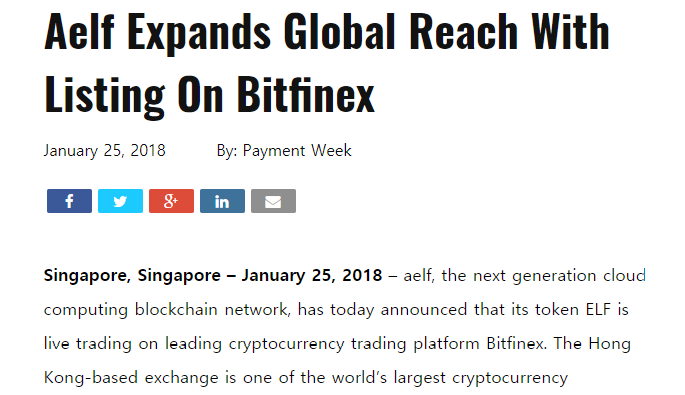 Aelf Expands Global Reach With
Listing On Bitfinex
January 25, 2018 By: Payment Week
f g+ in
Singapore, Singapore – January 25, 2018 – aelf, the next generation cloud
computing blockchain network, has today announced that its token ELF is
live trading on leading cryptocurrency trading platform Bitfinex. The Hong
Kong-based exchange is one of the world’s largest cryptocurrency